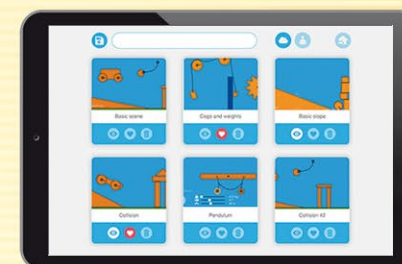 Basic scene
Cogs and weights
Basic slope
Collision
Pendulum
Collision #2